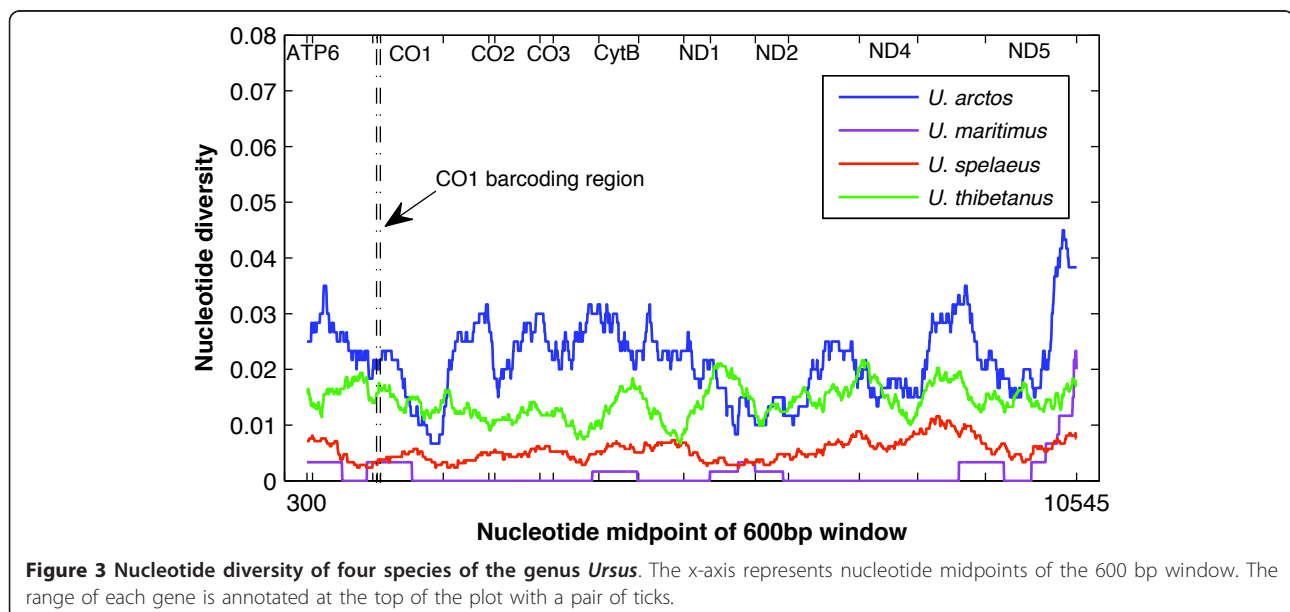 0.08
ATP6 CO1 CO2 CO3 CytB ND1 ND2 ND4 ND5
0.07
U. arctos
U. maritimus
0.06
U. spelaeus
CO1 barcoding region
U. thibetanus
0.05
Nucleotide diversity
0.04
0.03
0.02
0.01
0
300 10545
Nucleotide midpoint of 600bp window
Figure 3 Nucleotide diversity of four species of the genus Ursus. The x-axis represents nucleotide midpoints of the 600 bp window. The
range of each gene is annotated at the top of the plot with a pair of ticks.